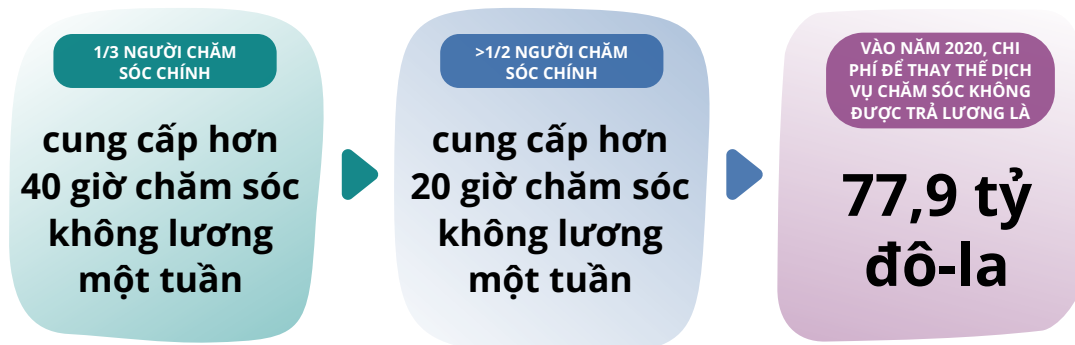 1/3 NGƯỜI CHĂM
SÓC CHÍNH
cung cấp hơn
40 giờ chăm sóc
không lương
một tuần
>1/2 NGƯỜI CHĂM
SÓC CHÍNH
cung cấp hơn
20 giờ chăm sóc
không lương
một tuần
VÀO NĂM 2020, CHI
PHÍ ĐỂ THAY THẾ DỊCH
VỤ CHĂM SÓC KHÔNG
ĐƯỢC TRẢ LƯƠNG LÀ
77,9 tỷ
đô-la